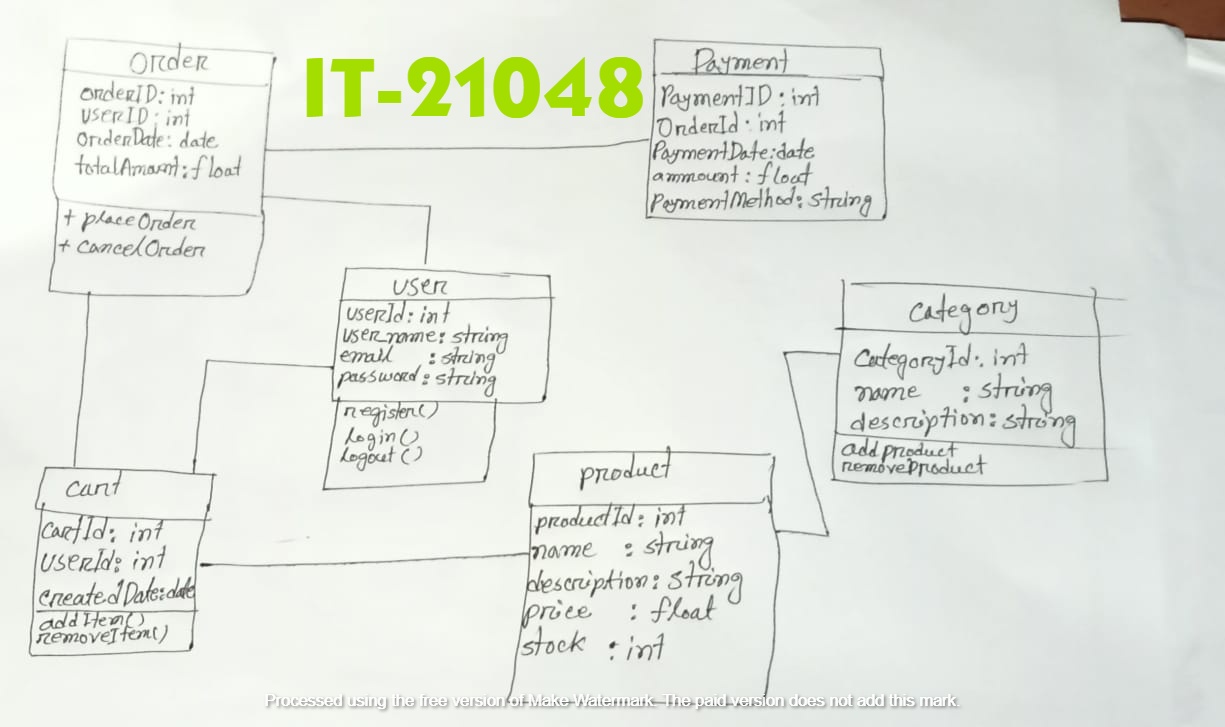 Order
orderID: int
userID: int
OrderDate: date
totalAmount: float
+ placeOrder
+ cancelOrder
IT-21048
Payment
PaymentID: int
OrderId: int
PaymentDate: date
ammount: float
PaymentMethod: string
user
userId: int
user_name: string
email : string
password: string
register()
Login()
Logout()
Category
CategoryId: int
name : string
description: string
addproduct
removeProduct
Cart
CartId: int
userId: int
createdDate: date
addItem()
removeItem()
product
productId: int
name : string
description: string
price : float
stock : int
Processed using the free version of Make Watermark. The paid version does not add this mark.